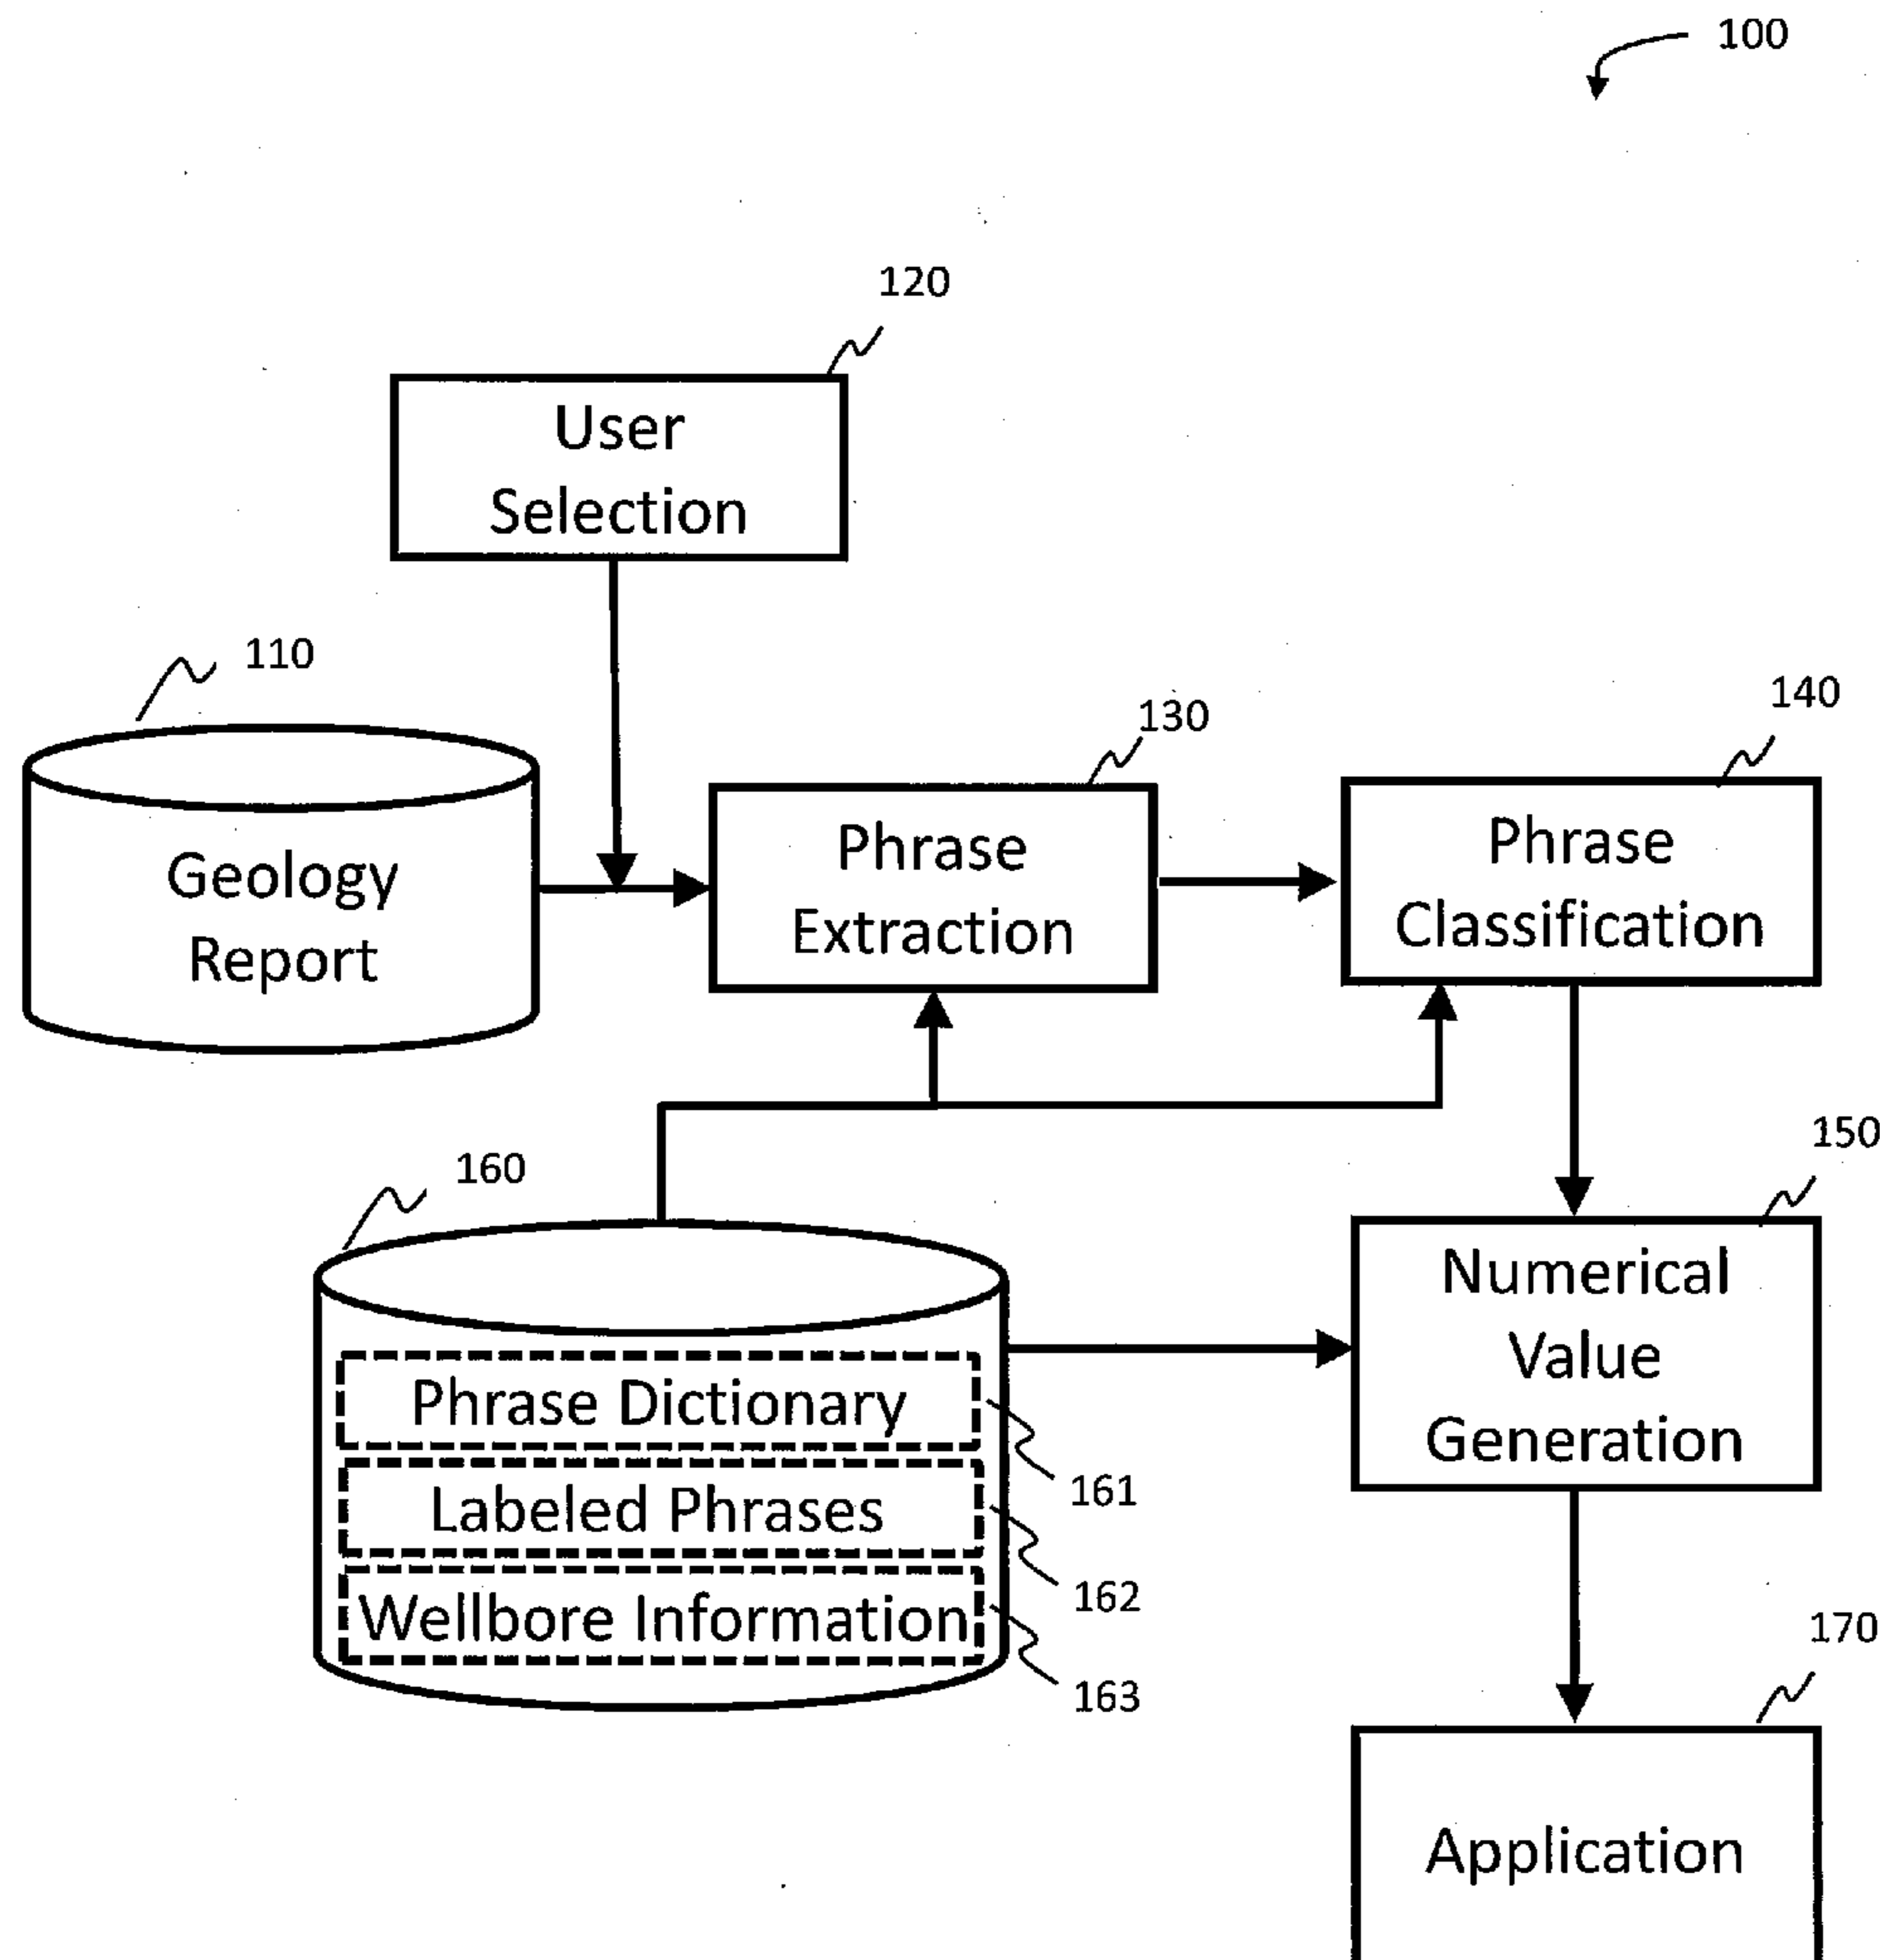 100
120
User
Selection
110
Geology
Report
130
Phrase
Extraction
140
Phrase
Classification
150
Numerical
Value
Generation
160
Phrase Dictionary
161
Labeled Phrases
162
Wellbore Information
163
170
Application